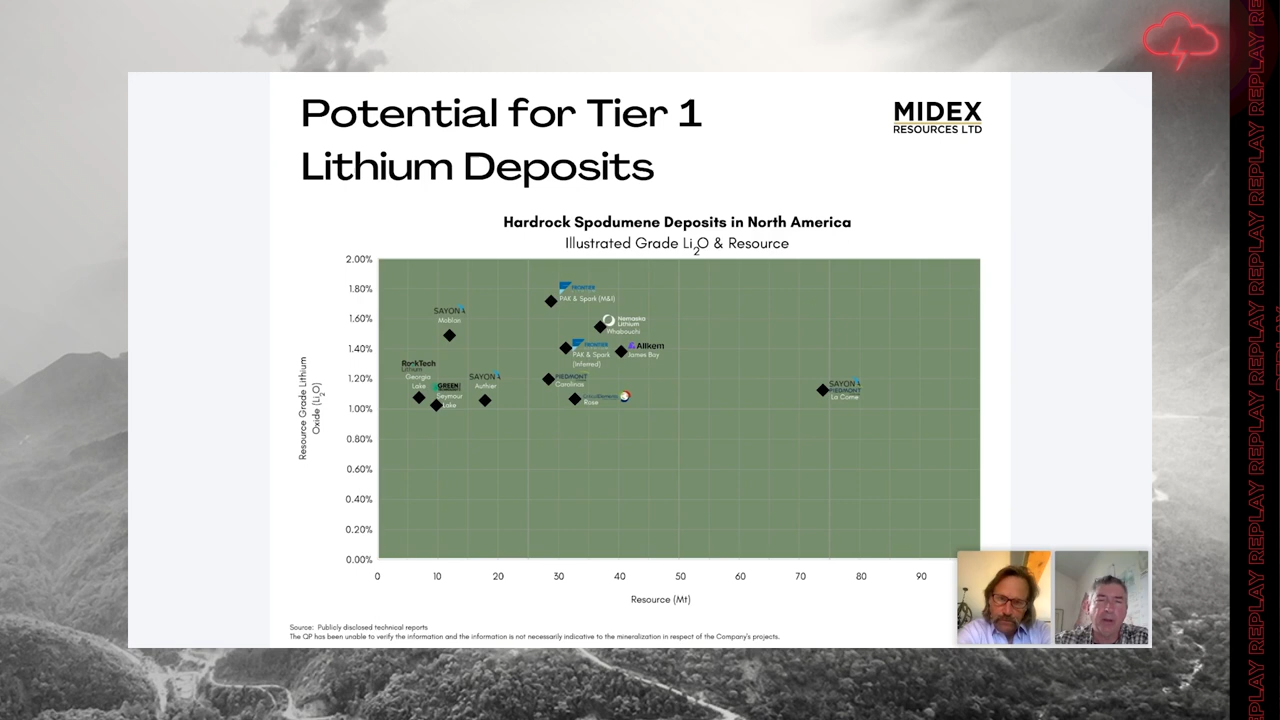 Potential for Tier 1
Lithium Deposits
MIDEX
RESOURCES LTD
Hardrock Spodumene Deposits in North America
Illustrated Grade Li2O & Resource
Resource Grade Lithium
Oxide (Li2O)
2.00%
1.80%
1.60%
1.40%
1.20%
1.00%
0.80%
0.60%
0.40%
0.20%
0.00%
FRONTIER
PAK & Spark (M&I)
SAYONA
Moblan
Nemaska
Lithium
Whabouchi
FRONTIER
PAK & Spark
(Inferred)
Allkem
James Bay
RockTech
Lithium
Georgia
Lake
GREEN
Seymour
Lake
SAYONA
Authier
PIEDMONT
Carolinas
Rose
SAYONA
PIEDMONT
La Corne
0
10
20
30
40
50
60
70
80
90
Resource (Mt)
Source: Publicly disclosed technical reports
The QP has been unable to verify the information and the information is not necessarily indicative to the mineralization in respect of the Company's projects.
REPLAY REPLAY REPLAY REPLAY REPLAY REPLAY REPLAY REPLAY